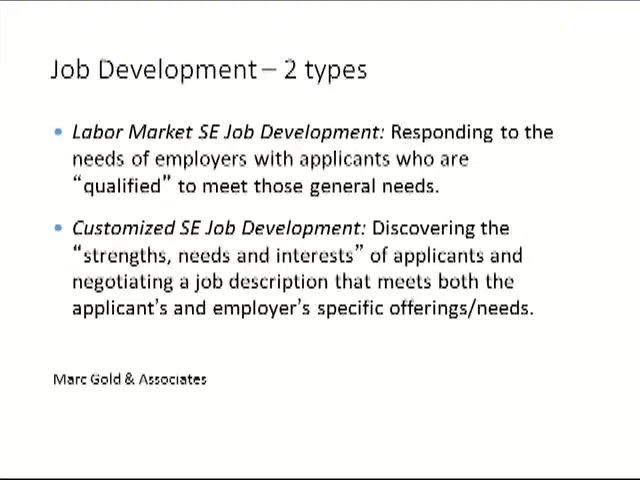 Job Development – 2 types
• Labor Market SE Job Development: Responding to the
needs of employers with applicants who are
“qualified” to meet those general needs.
• Customized SE Job Development: Discovering the
“strengths, needs and interests” of applicants and
negotiating a job description that meets both the
applicant’s and employer’s specific offerings/needs.
Marc Gold & Associates